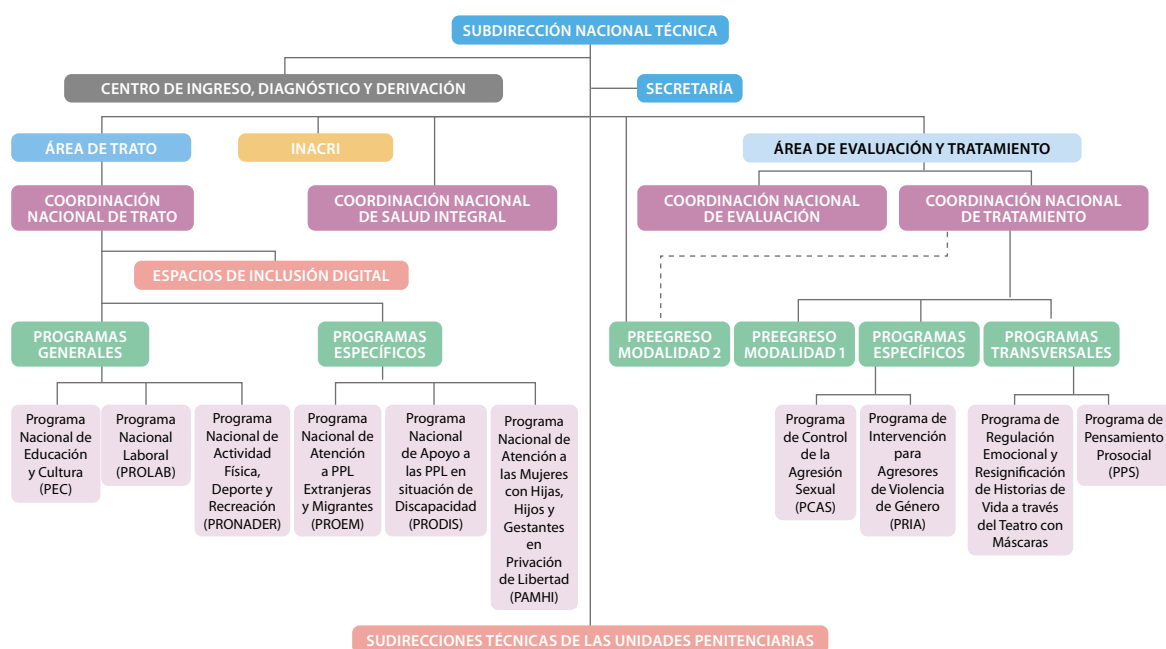 SUBDIRECCIÓN NACIONAL TÉCNICA
CENTRO DE INGRESO, DIAGNÓSTICO Y DERIVACIÓN
SECRETARÍA
ÁREA DE TRATO
INACRI
ÁREA DE EVALUACIÓN Y TRATAMIENTO
COORDINACIÓN
NACIONAL DE TRATO
COORDINACIÓN NACIONAL
DE SALUD INTEGRAL
COORDINACIÓN NACIONAL
DE EVALUACIÓN
COORDINACIÓN NACIONAL
DE TRATAMIENTO
ESPACIOS DE INCLUSIÓN DIGITAL
PROGRAMAS
GENERALES
PROGRAMAS
ESPECÍFICOS
PREEGRESO
MODALIDAD 2
PREEGRESO
MODALIDAD 1
PROGRAMAS
ESPECÍFICOS
PROGRAMAS
TRANSVERSALES
Programa
Nacional de
Educación
y Cultura
(PEC)
Programa
Nacional
Laboral
(PROLAB)
Programa
Nacional de
Actividad
Física,
Deporte y
Recreación
(PRONADER)
Programa
Nacional de
Atención
a PPL
Extranjeras
y Migrantes
(PROEM)
Programa
Nacional
de Apoyo a
las PPL en
situación de
Discapacidad
(PRODIS)
Programa
Nacional de
Atención a
las Mujeres
con Hijas,
Hijos y
Gestantes
en
Privación
de Libertad
(PAMHI)
Programa
de Control
de la
Agresión
Sexual
(PCAS)
Programa de
Intervención
para
Agresores
de Violencia
de Género
(PRIA)
Programa de
Regulación
Emocional y
Resignificación
de Historias de
Vida a través
del Teatro con
Máscaras
Programa de
Pensamiento
Prosocial
(PPS)
SUDIRECCIONES TÉCNICAS DE LAS UNIDADES PENITENCIARIAS